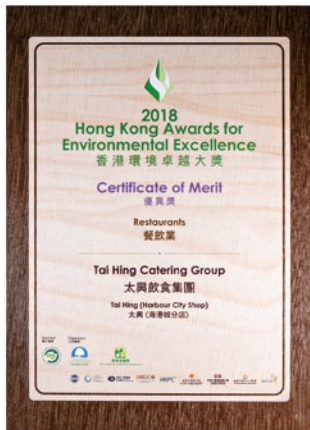 2018
Hong Kong Awards for
Environmental Excellence
香港環境卓越大獎
Certificate of Merit
優異獎
Restaurants
餐飲業
Tai Hing Catering Group
太興飲食集團
Tai Hing (Harbour City Shop)
太興 (海港城分店)